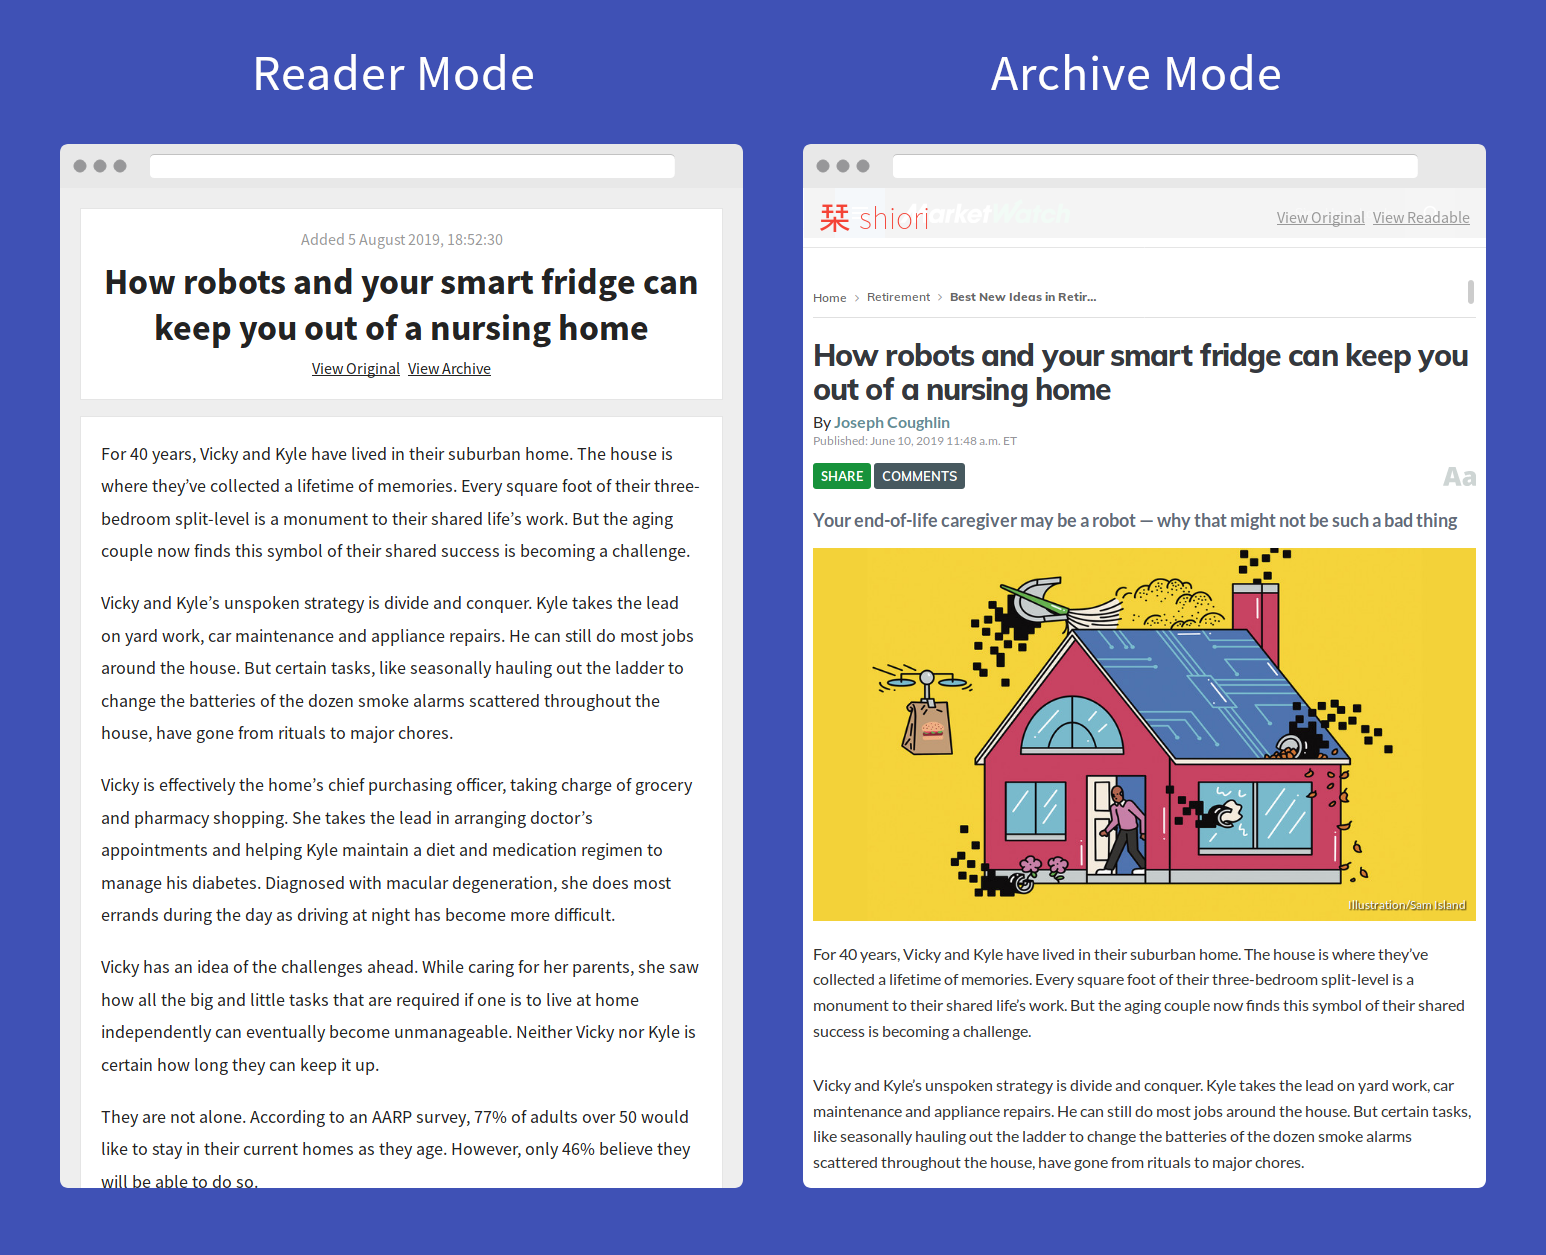 Reader Mode
Added 5 August 2019, 18:52:30
How robots and your smart fridge can
keep you out of a nursing home
View Original View Archive
For 40 years, Vicky and Kyle have lived in their suburban home. The house is
where they’ve collected a lifetime of memories. Every square foot of their three-
bedroom split-level is a monument to their shared life’s work. But the aging
couple now finds this symbol of their shared success is becoming a challenge.
Vicky and Kyle’s unspoken strategy is divide and conquer. Kyle takes the lead
on yard work, car maintenance and appliance repairs. He can still do most jobs
around the house. But certain tasks, like seasonally hauling out the ladder to
change the batteries of the dozen smoke alarms scattered throughout the
house, have gone from rituals to major chores.
Vicky is effectively the home’s chief purchasing officer, taking charge of grocery
and pharmacy shopping. She takes the lead in arranging doctor’s
appointments and helping Kyle maintain a diet and medication regimen to
manage his diabetes. Diagnosed with macular degeneration, she does most
errands during the day as driving at night has become more difficult.
Vicky has an idea of the challenges ahead. While caring for her parents, she saw
how all the big and little tasks that are required if one is to live at home
independently can eventually become unmanageable. Neither Vicky nor Kyle is
certain how long they can keep it up.
They are not alone. According to an AARP survey, 77% of adults over 50 would
like to stay in their current homes as they age. However, only 46% believe they
will be able to do so.
Archive Mode
栞 shiori MarketWatch
View Original View Readable
Home > Retirement > Best New Ideas in Retir...
How robots and your smart fridge can keep you
out of a nursing home
By Joseph Coughlin
Published: June 10, 2019 11:48 a.m. ET
SHARE COMMENTS
Aa
Your end-of-life caregiver may be a robot — why that might not be such a bad thing
Illustration/Sam Island
For 40 years, Vicky and Kyle have lived in their suburban home. The house is where they’ve
collected a lifetime of memories. Every square foot of their three-bedroom split-level is a
monument to their shared life’s work. But the aging couple now finds this symbol of their shared
success is becoming a challenge.
Vicky and Kyle’s unspoken strategy is divide and conquer. Kyle takes the lead on yard work, car
maintenance and appliance repairs. He can still do most jobs around the house. But certain tasks,
like seasonally hauling out the ladder to change the batteries of the dozen smoke alarms
scattered throughout the house, have gone from rituals to major chores.